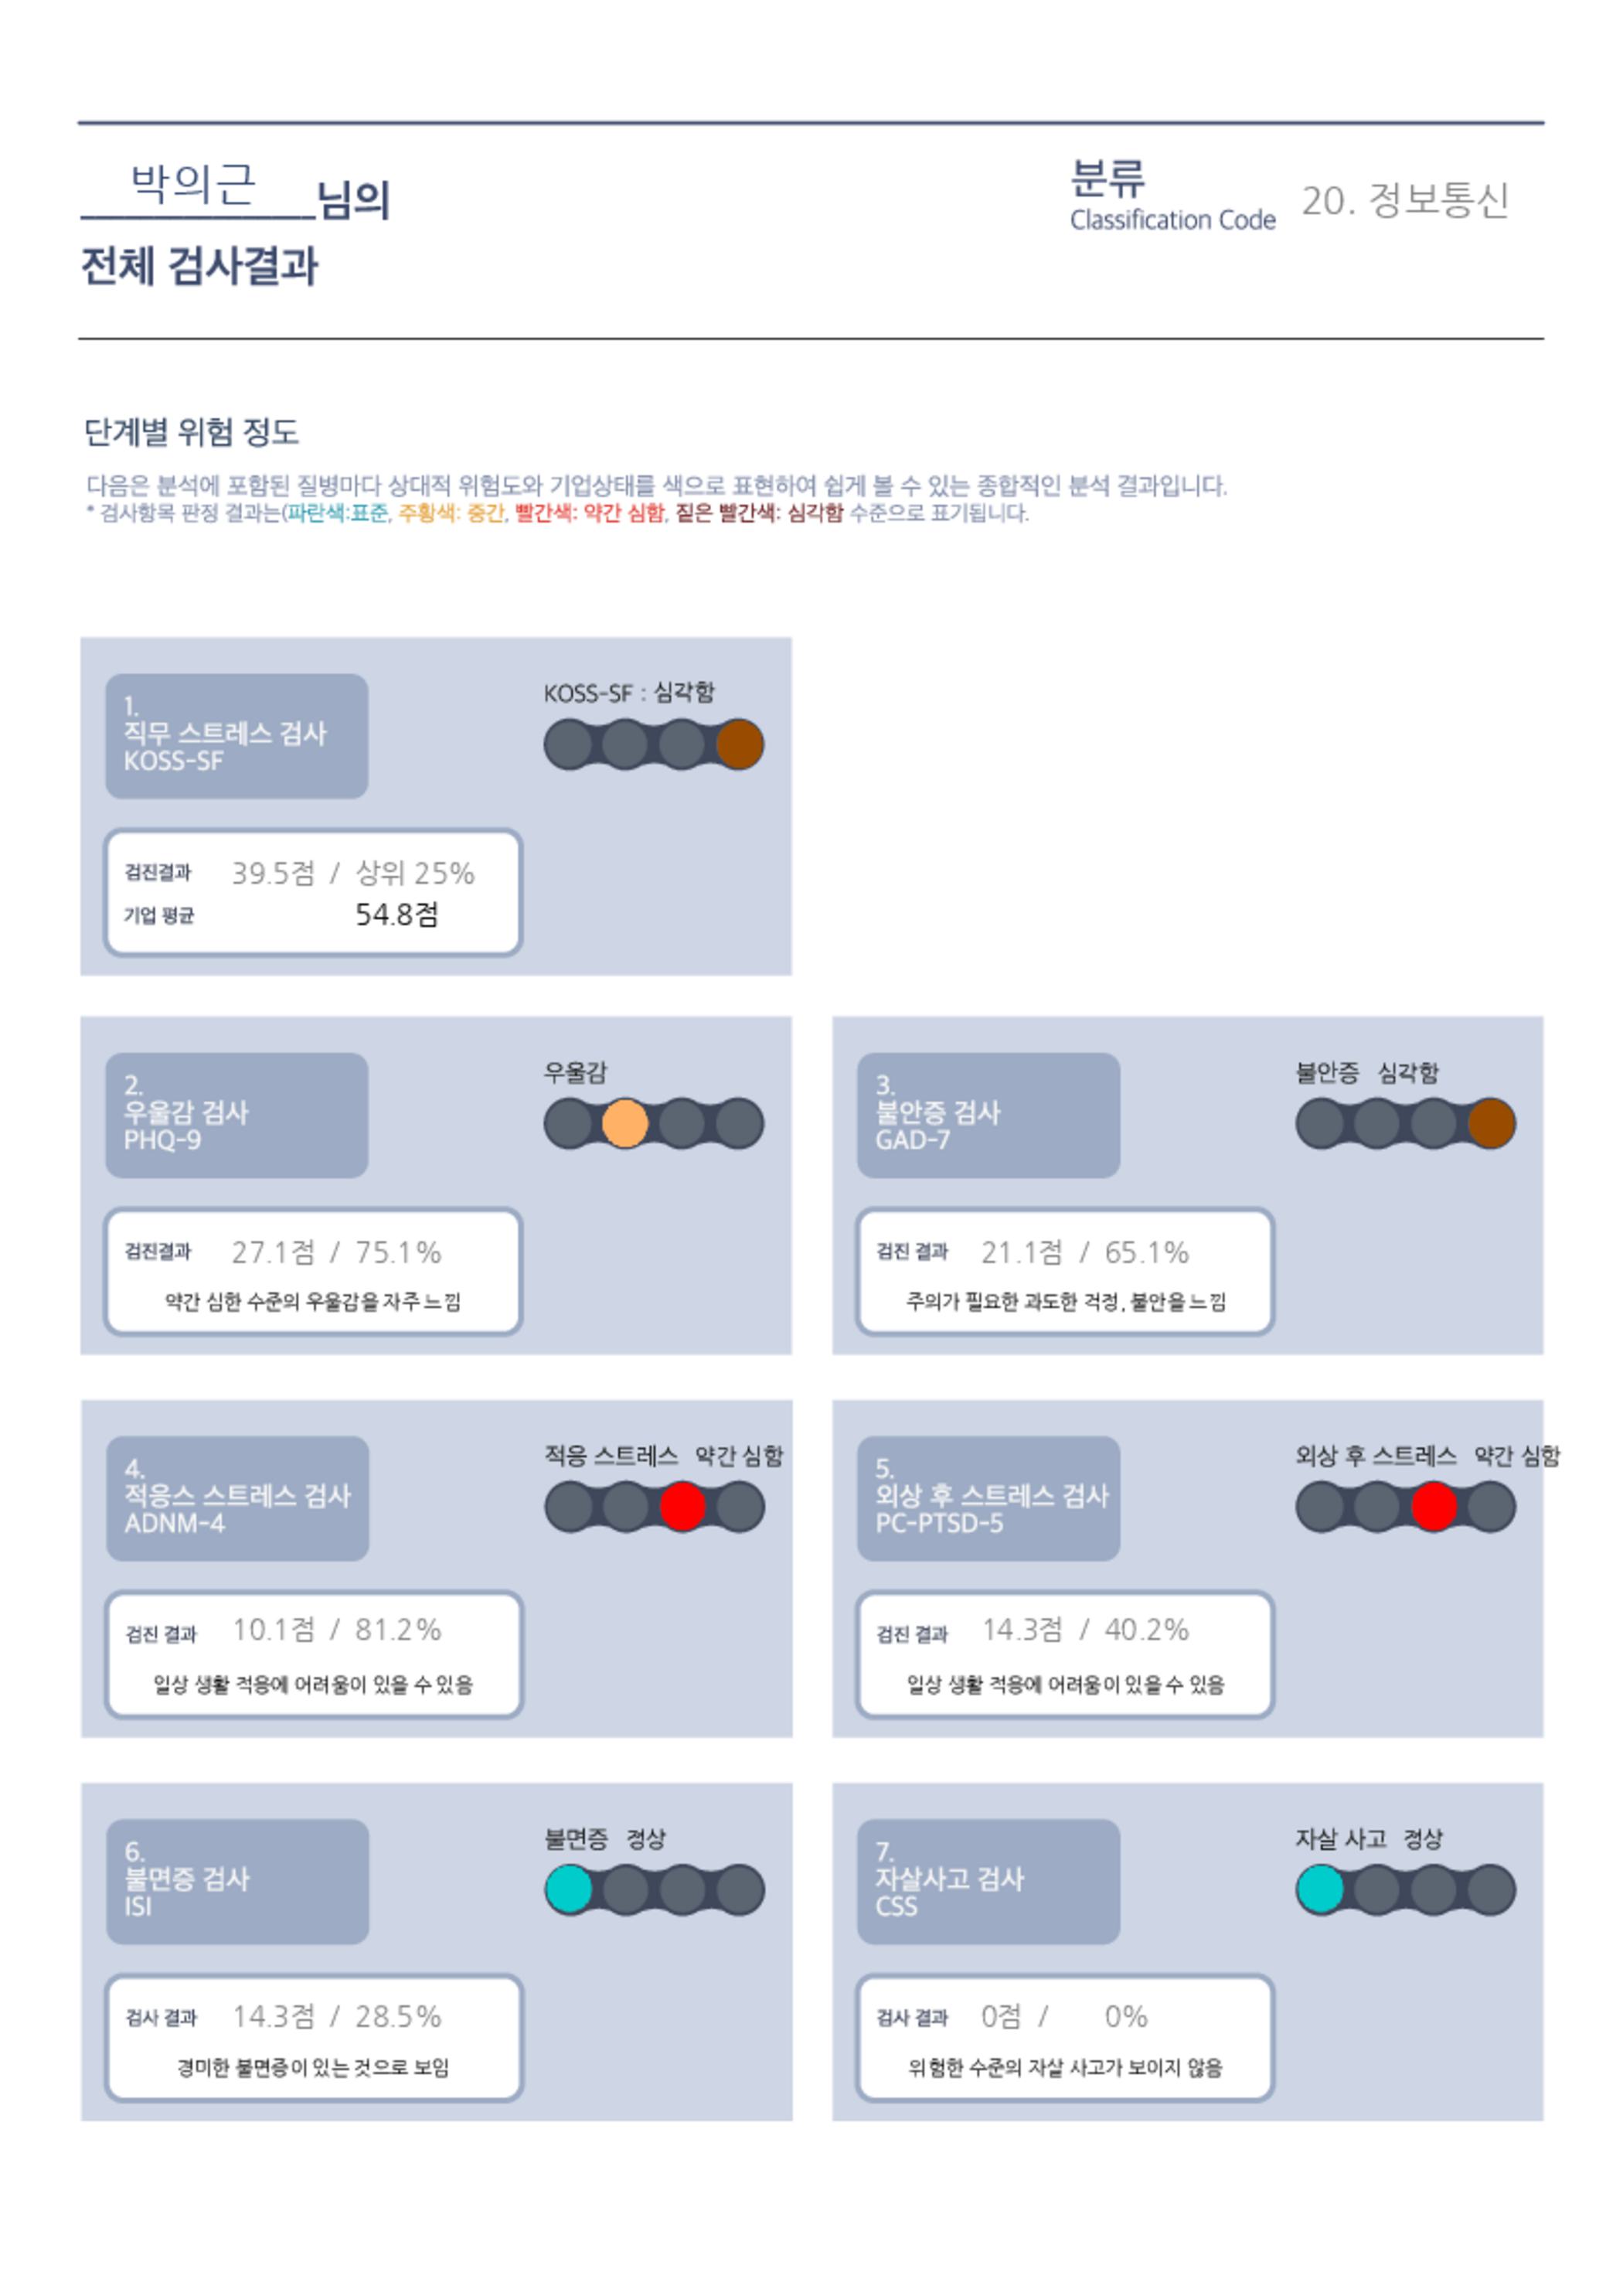 박의근 님의
전체 검사결과
분류
Classification Code
20. 정보통신
단계별 위험 정도
다음은 분석에 포함된 질병마다 상대적 위험도와 기업상태를 색으로 표현하여 쉽게 볼 수 있는 종합적인 분석 결과입니다.
* 검사항목 판정 결과는(파란색:표준, 주황색: 중간, 빨간색: 약간 심함, 짙은 빨간색: 심각함 수준으로 표기됩니다.
1.
직무 스트레스 검사
KOSS-SF
KOSS-SF : 심각함
검진결과 39.5점 / 상위 25%
기업 평균 54.8점
2.
우울감 검사
PHQ-9
우울감
검진결과 27.1점 / 75.1%
약간 심한 수준의 우울감을 자주 느낌
3.
불안증 검사
GAD-7
불안증 심각함
검진 결과 21.1점 / 65.1%
주의가 필요한 과도한 걱정, 불안을 느낌
4.
적응스 스트레스 검사
ADNM-4
적응 스트레스 약간 심함
검진 결과 10.1점 / 81.2%
일상 생활 적응에 어려움이 있을 수 있음
5.
외상 후 스트레스 검사
PC-PTSD-5
외상 후 스트레스 약간 심함
검진 결과 14.3점 / 40.2%
일상 생활 적응에 어려움이 있을 수 있음
6.
불면증 검사
ISI
불면증 정상
검사 결과 14.3점 / 28.5%
경미한 불면증이 있는 것으로 보임
7.
자살사고 검사
CSS
자살 사고 정상
검사 결과 0점 / 0%
위험한 수준의 자살 사고가 보이지 않음